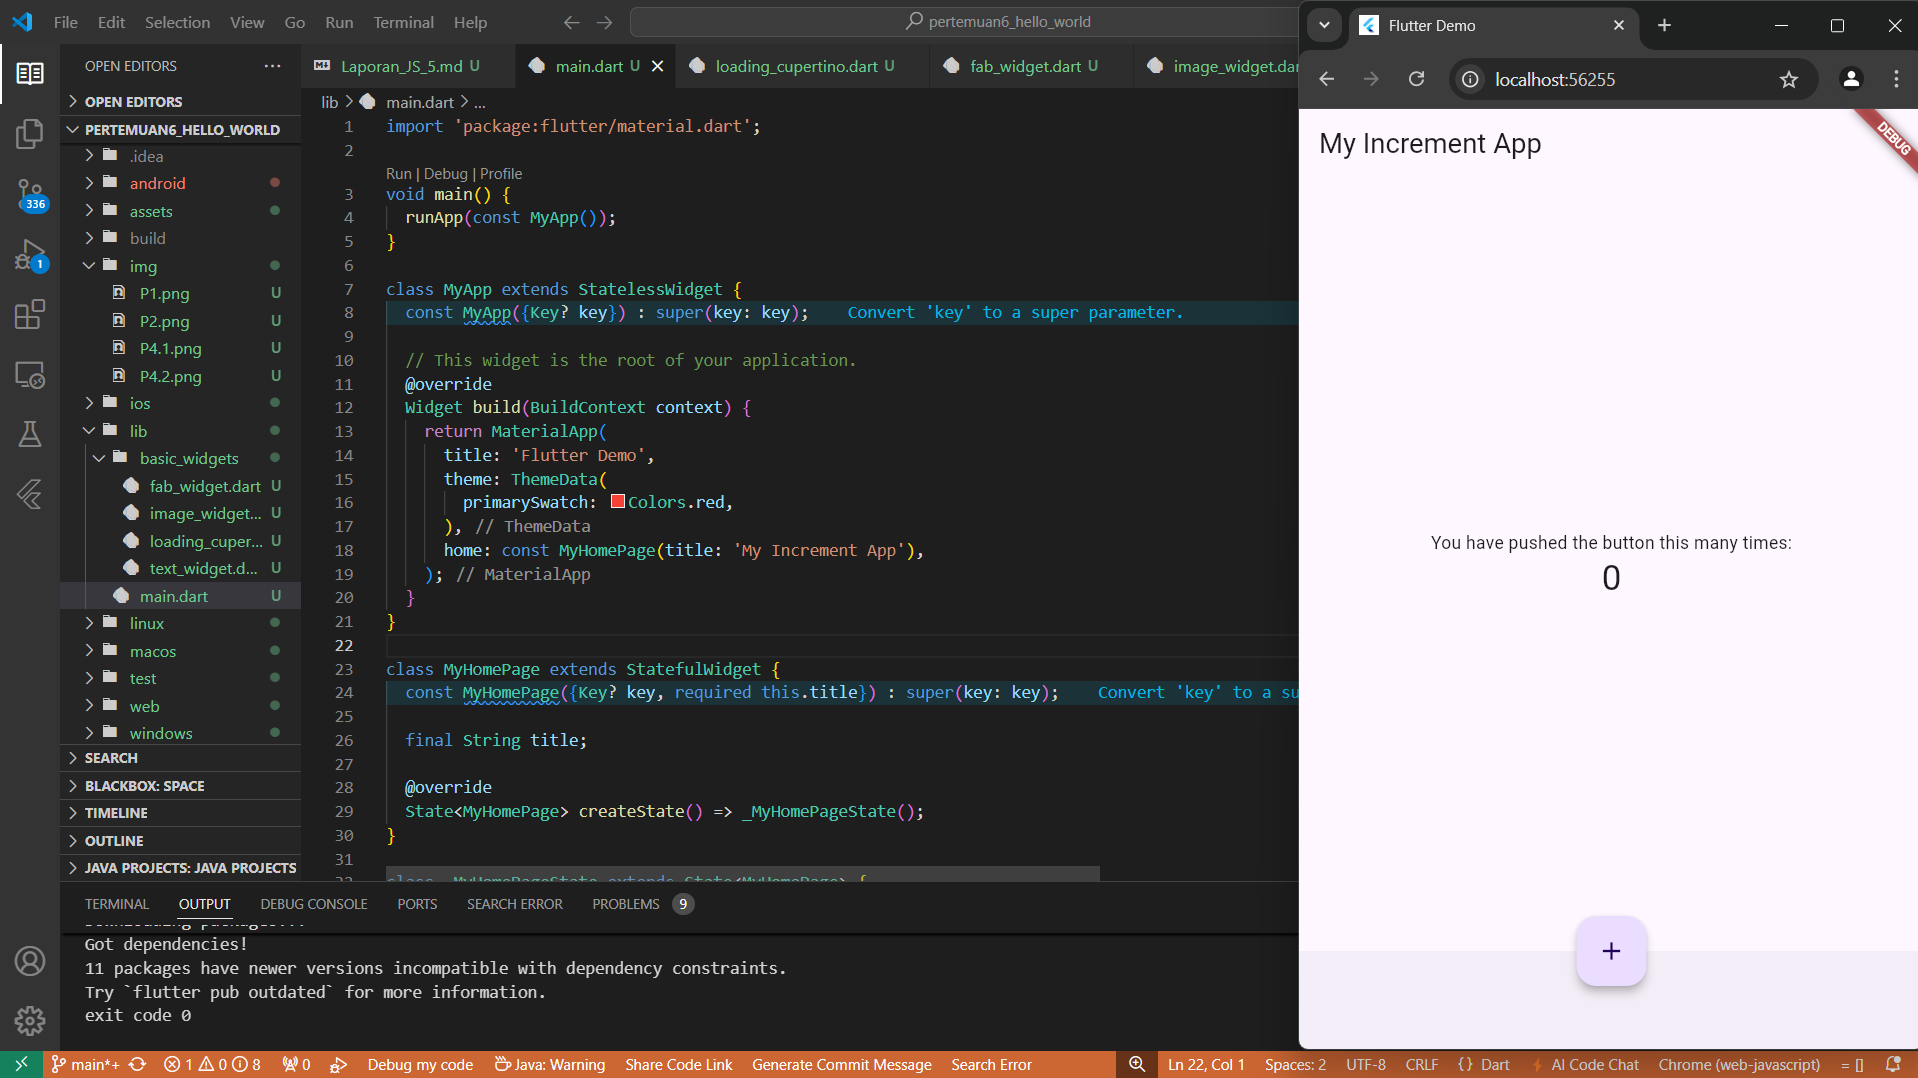 File Edit Selection View Go Run Terminal Help
pertemuan6_hello_world
OPEN EDITORS
OPEN EDITORS
PERTEMUAN6_HELLO_WORLD
.idea
android
assets
build
img
P1.png U
P2.png U
P4.1.png U
P4.2.png U
ios
lib
basic_widgets
fab_widget.dart U
image_widget... U
loading_cuper... U
text_widget.d... U
main.dart U
linux
macos
test
web
windows
SEARCH
BLACKBOX: SPACE
TIMELINE
OUTLINE
JAVA PROJECTS: JAVA PROJECTS
336
1
Laporan_JS_5.md U
main.dart U
loading_cupertino.dart U
fab_widget.dart U
image_widget.dar
lib > main.dart > ...
1 import 'package:flutter/material.dart';
2
Run | Debug | Profile
3 void main() {
4 runApp(const MyApp());
5 }
6
7 class MyApp extends StatelessWidget {
8 const MyApp({Key? key}) : super(key: key); Convert 'key' to a super parameter.
9
10 // This widget is the root of your application.
11 @override
12 Widget build(BuildContext context) {
13 return MaterialApp(
14 title: 'Flutter Demo',
15 theme: ThemeData(
16 primarySwatch: Colors.red,
17 ), // ThemeData
18 home: const MyHomePage(title: 'My Increment App'),
19 ); // MaterialApp
20 }
21 }
22
23 class MyHomePage extends StatefulWidget {
24 const MyHomePage({Key? key, required this.title}) : super(key: key); Convert 'key' to a su
25
26 final String title;
27
28 @override
29 State<MyHomePage> createState() => _MyHomePageState();
30 }
31
32 class _MyHomePageState extends State<MyHomePage> {
TERMINAL OUTPUT DEBUG CONSOLE PORTS SEARCH ERROR PROBLEMS 9
Downloading packages...
Got dependencies!
11 packages have newer versions incompatible with dependency constraints.
Try `flutter pub outdated` for more information.
exit code 0
main*+ 1 0 8 0 Debug my code Java: Warning Share Code Link Generate Commit Message Search Error Ln 22, Col 1 Spaces: 2 UTF-8 CRLF {} Dart AI Code Chat Chrome (web-javascript) = []
Flutter Demo
localhost:56255
My Increment App
DEBUG
You have pushed the button this many times:
0
+